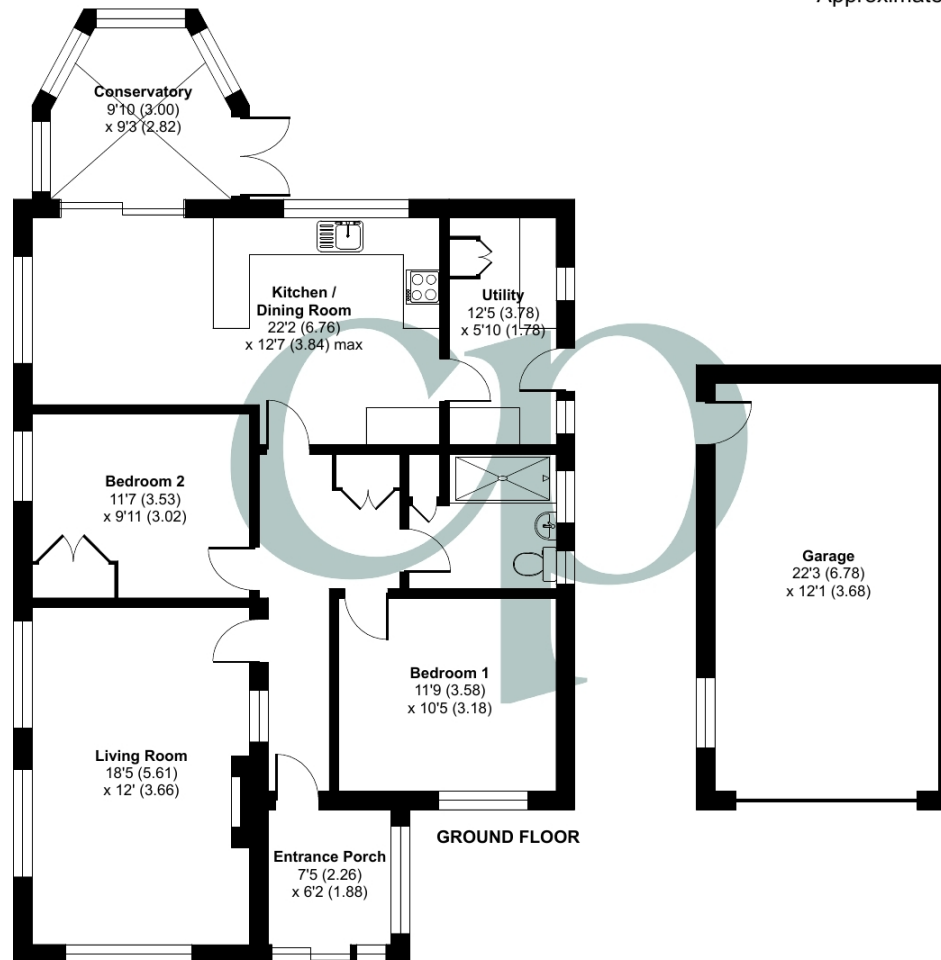 Approximate
Conservatory
9'10 (3.00)
x 9'3 (2.82)
Kitchen /
Dining Room
22'2 (6.76)
x 12'7 (3.84) max
Utility
12'5 (3.78)
x 5'10 (1.78)
Bedroom 2
11'7 (3.53)
x 9'11 (3.02)
Garage
22'3 (6.78)
x 12'1 (3.68)
Bedroom 1
11'9 (3.58)
x 10'5 (3.18)
Living Room
18'5 (5.61)
x 12' (3.66)
GROUND FLOOR
Entrance Porch
7'5 (2.26)
x 6'2 (1.88)
cp